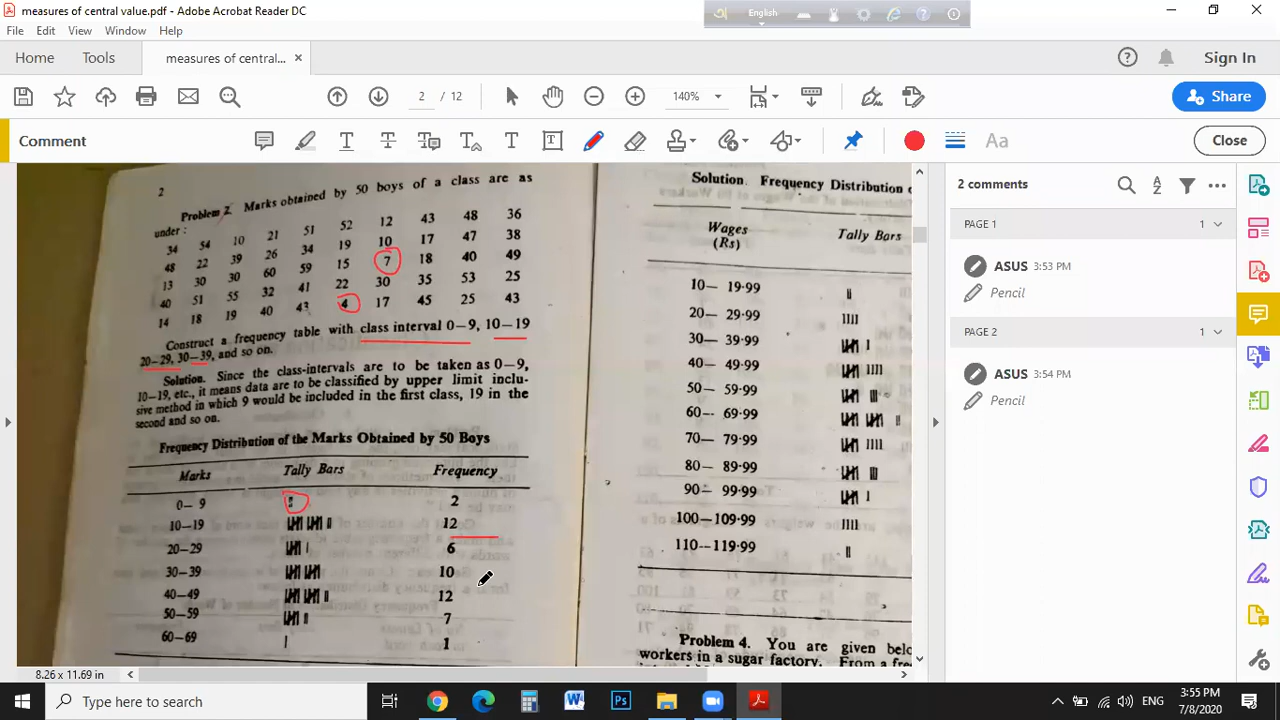 measures of central value.pdf - Adobe Acrobat Reader DC
English
File Edit View Window Help
Home Tools measures of central... Sign In
2 / 12 140% Share
Comment Close
2
Problem 2. Marks obtained by 50 boys of a class are as
under :
34 54 10 21 51 52 12 43 48 36
48 22 39 26 34 19 10 17 47 38
13 30 30 60 59 15 7 18 40 49
40 51 55 32 41 22 30 35 53 25
14 18 19 40 43 4 17 45 25 43
Construct a frequency table with class interval 0—9, 10—19
20—29, 30—39, and so on.
Solution. Since the class-intervals are to be taken as 0—9,
10—19, etc., it means data are to be classified by upper limit inclu-
sive method in which 9 would be included in the first class, 19 in the
second and so on.
Frequency Distribution of the Marks Obtained by 50 Boys
Marks Tally Bars Frequency
0— 9 2
10—19 12
20—29 6
30—39 10
40—49 12
50—59 7
60—69 1
Solution. Frequency Distribution
Wages Tally Bars
(Rs)
10— 19·99
20— 29·99
30— 39·99
40— 49·99
50— 59·99
60— 69·99
70— 79·99
80— 89·99
90— 99·99
100—109·99
110—119·99
Problem 4. You are given
workers in a sugar factory. From a
8.26 x 11.69 in
2 comments
PAGE 1 1
ASUS 3:53 PM
Pencil
PAGE 2 1
ASUS 3:54 PM
Pencil
Type here to search
ENG 3:55 PM
7/8/2020